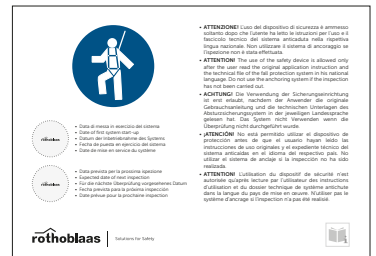 • ATTENZIONE! L'uso del dispositivo di sicurezza è ammesso
soltanto dopo che l'utente ha letto le istruzioni per l'uso e il
fascicolo tecnico del sistema anticaduta nella rispettiva
lingua nazionale. Non utilizzare il sistema di ancoraggio se
l'ispezione non è stata effettuata.
• ATTENTION! The use of the safety device is allowed only
after the user read the original application instruction and
the technical file of the fall protection system in his national
language. Do not use the anchoring system if the inspection
has not been carried out.
• ACHTUNG! Die Verwendung der Sicherungseinrichtung
ist erst erlaubt, nachdem der Anwender die originale
Gebrauchsanleitung und die technischen Unterlagen des
Absturzsicherungssystem in der jeweiligen Landessprache
gelesen hat. Das System nicht Verwenden wenn die
Überprüfung nicht durchgeführt wurde.
• ¡ATENCIÓN! No está permitido utilizar el dispositivo de
protección antes de que el usuario hayan leído las
instrucciones de uso originales y el expediente técnico del
sistema anticaídas en el idioma del respectivo país. No
utilizar el sistema de anclaje si la inspección no ha sido
realizada.
• ATTENTION! L'utilisation du dispositif de sécurité n'est
autorisée qu'après lecture par l'utilisateur des instructions
d'utilisation et du dossier technique de système antichute
dans la langue du pays de mise en œuvre. N'utiliser pas le
système d'ancrage si l'inspection n'a pas été réalisé.
rothoblaas
• Data di messa in esercizio del sistema
• Date of first system start-up
• Datum der Inbetriebnahme des Systems
• Fecha de puesta en ejercicio del sistema
• Date de mise en service du système
rothoblaas
• Data prevista per la prossima ispezione
• Expected date of next inspection
• Für die nächste Überprüfung vorgesehenes Datum
• Fecha prevista para la próxima inspección
• Date prévue pour la prochaine inspection
rothoblaas
Solutions for Safety